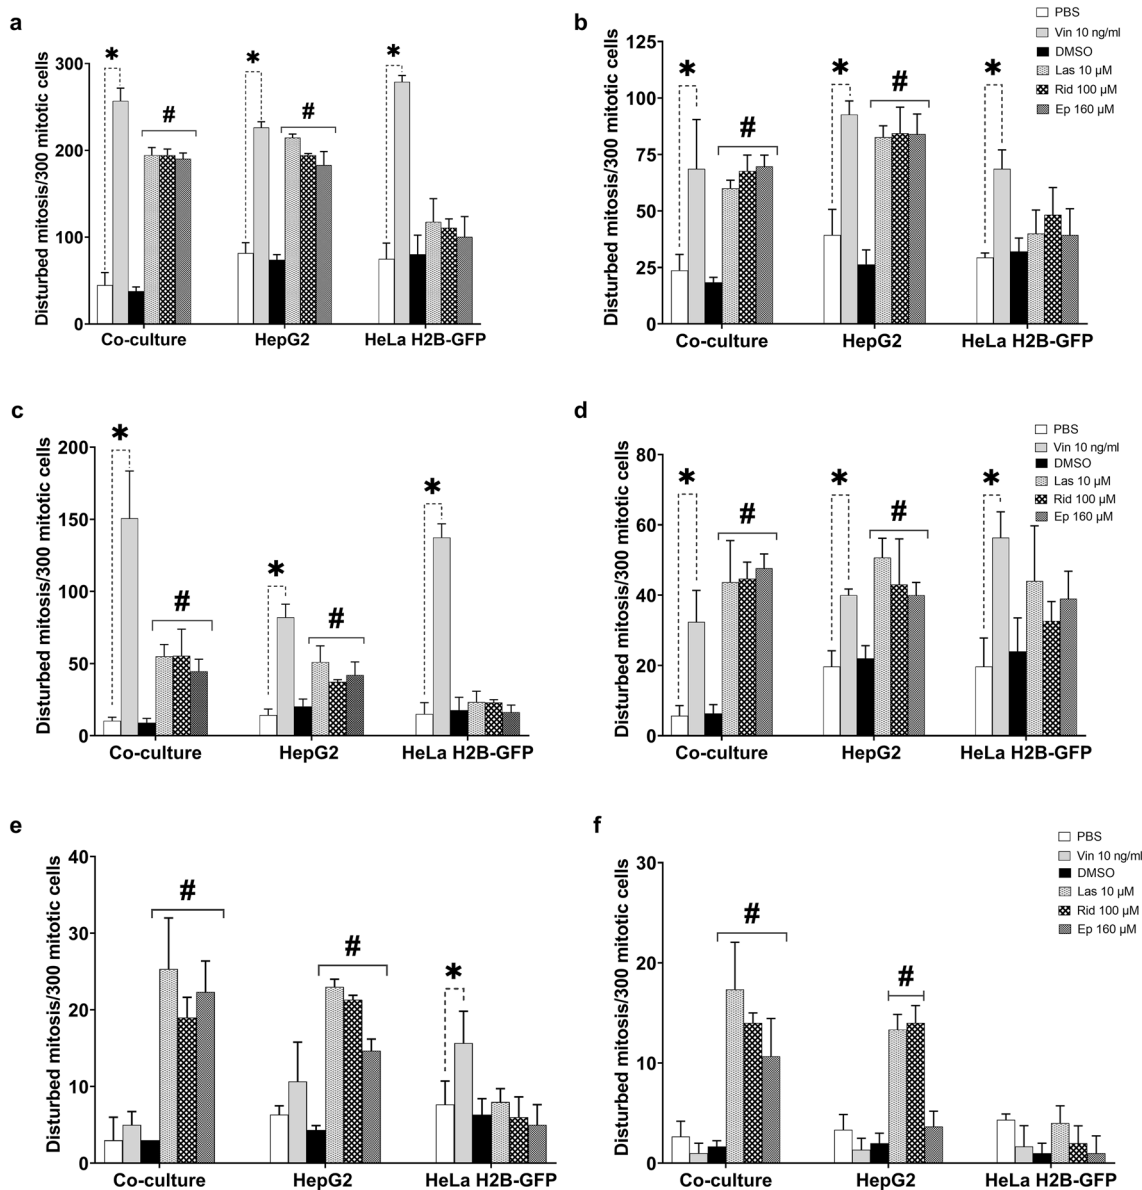 a
Disturbed mitosis/300 mitotic cells
300
200
100
0
*
#
*
#
*
Co-culture
HepG2
HeLa H2B-GFP
b
Disturbed mitosis/300 mitotic cells
125
100
75
50
25
0
*
#
*
#
*
Co-culture
HepG2
HeLa H2B-GFP
PBS
Vin 10 ng/ml
DMSO
Las 10 µM
Rid 100 µM
Ep 160 µM
c
Disturbed mitosis/300 mitotic cells
200
150
100
50
0
*
#
*
#
*
Co-culture
HepG2
HeLa H2B-GFP
d
Disturbed mitosis/300 mitotic cells
80
60
40
20
0
*
#
*
#
*
Co-culture
HepG2
HeLa H2B-GFP
PBS
Vin 10 ng/ml
DMSO
Las 10 µM
Rid 100 µM
Ep 160 µM
e
Disturbed mitosis/300 mitotic cells
40
30
20
10
0
#
#
*
Co-culture
HepG2
HeLa H2B-GFP
f
Disturbed mitosis/300 mitotic cells
30
20
10
0
#
#
Co-culture
HepG2
HeLa H2B-GFP
PBS
Vin 10 ng/ml
DMSO
Las 10 µM
Rid 100 µM
Ep 160 µM